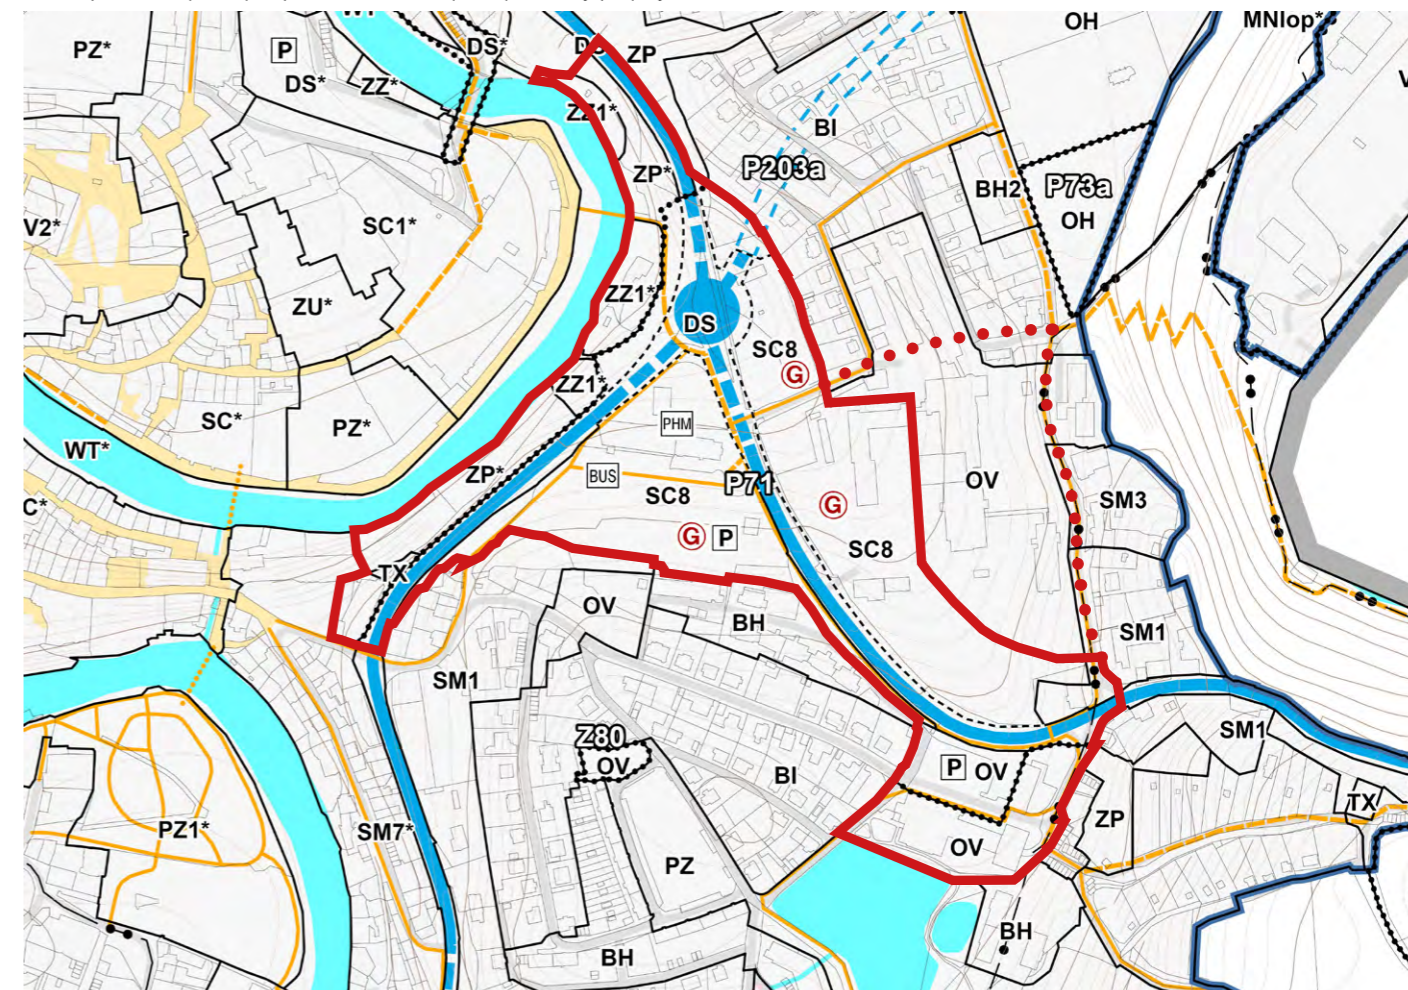 OH
MNlop*
PZ*
P
DS*
ZP
DS*
ZZ*
ZZ1*
BI
P203a
ZP*
BH2
P73a
OH
V2*
SC1*
ZU*
ZZ1*
DS
SC8
G
ZZ1*
SC*
PZ*
PHM
WT*
ZP*
BUS
P71
SC8
OV
SM3
C*
G
G
P
SC8
TX
OV
BH
SM1
SM1
Z80
OV
SM1
P
OV
BI
TX
PZ1*
SM7*
ZP
OV
PZ
BH
BH